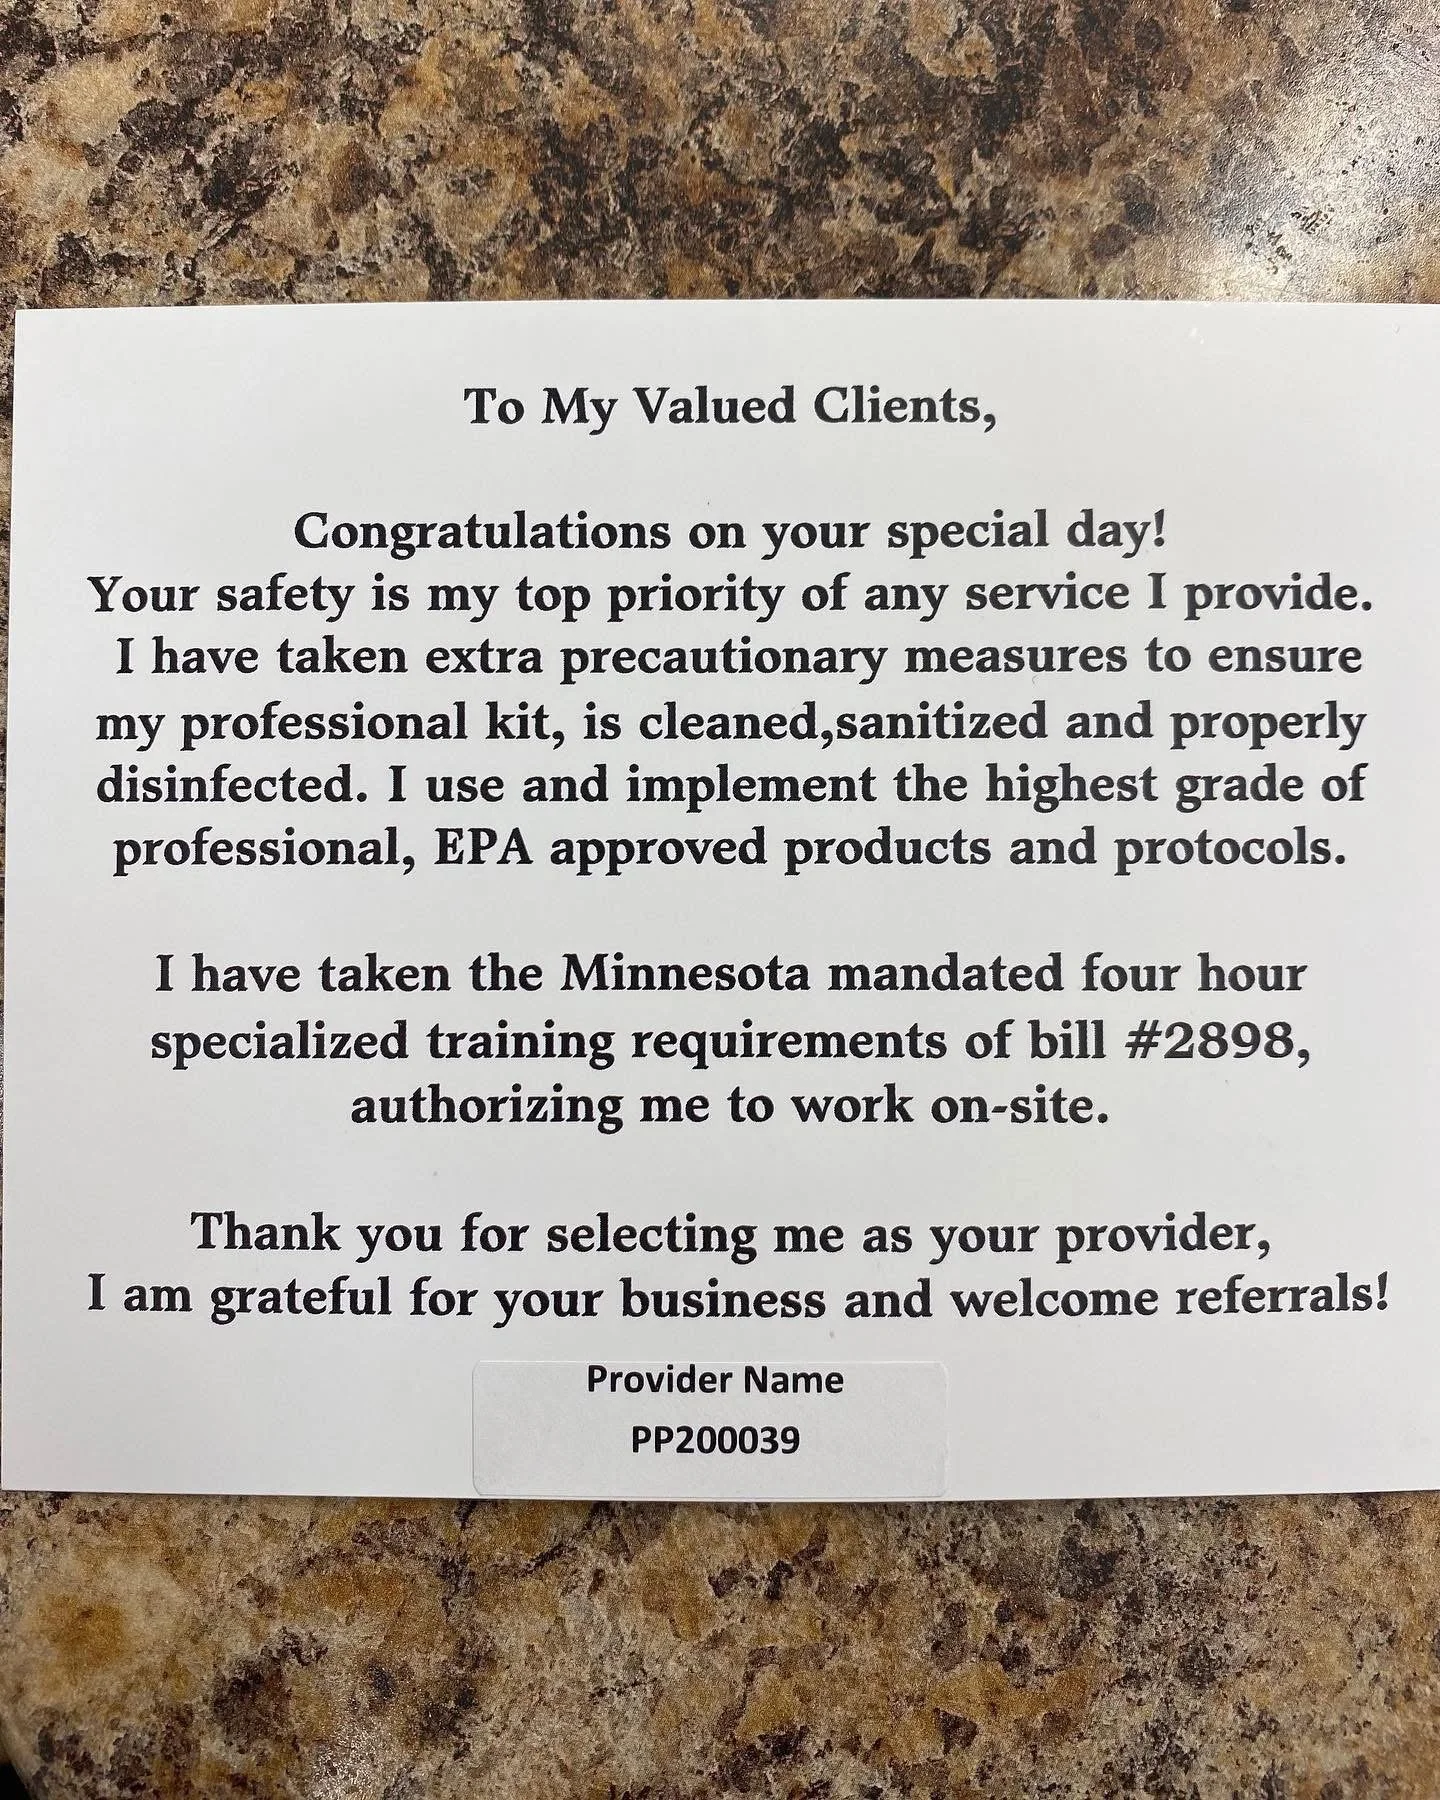 To My Valued Clients,
Congratulations on your special day!
Your safety is my top priority of any service I provide.
I have taken extra precautionary measures to ensure
my professional kit, is cleaned,sanitized and properly
disinfected. I use and implement the highest grade of
professional, EPA approved products and protocols.
I have taken the Minnesota mandated four hour
specialized training requirements of bill #2898,
authorizing me to work on-site.
Thank you for selecting me as your provider,
I am grateful for your business and welcome referrals!
Provider Name
PP200039